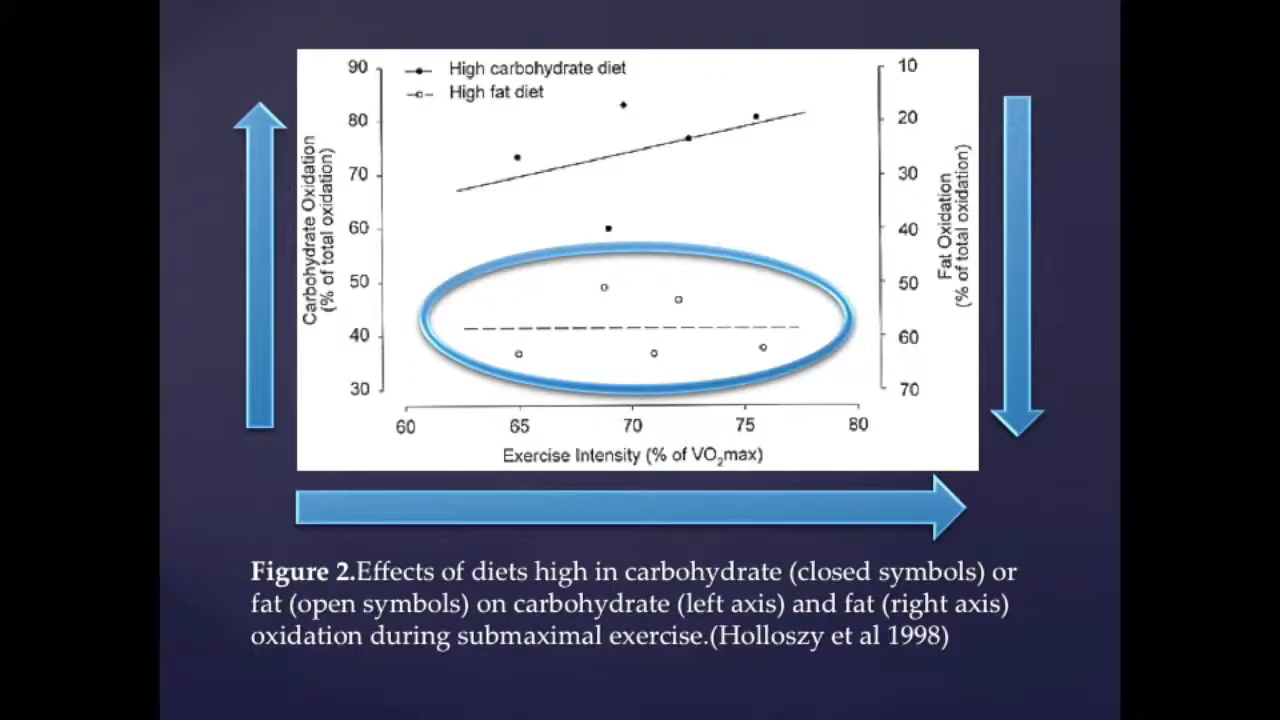 High carbohydrate diet
High fat diet
90
80
70
60
50
40
30
Carbohydrate Oxidation
(% of total oxidation)
10
20
30
40
50
60
70
Fat Oxidation
(% of total oxidation)
60 65 70 75 80
Exercise Intensity (% of VO₂max)
Figure 2.Effects of diets high in carbohydrate (closed symbols) or
fat (open symbols) on carbohydrate (left axis) and fat (right axis)
oxidation during submaximal exercise.(Holloszy et al 1998)